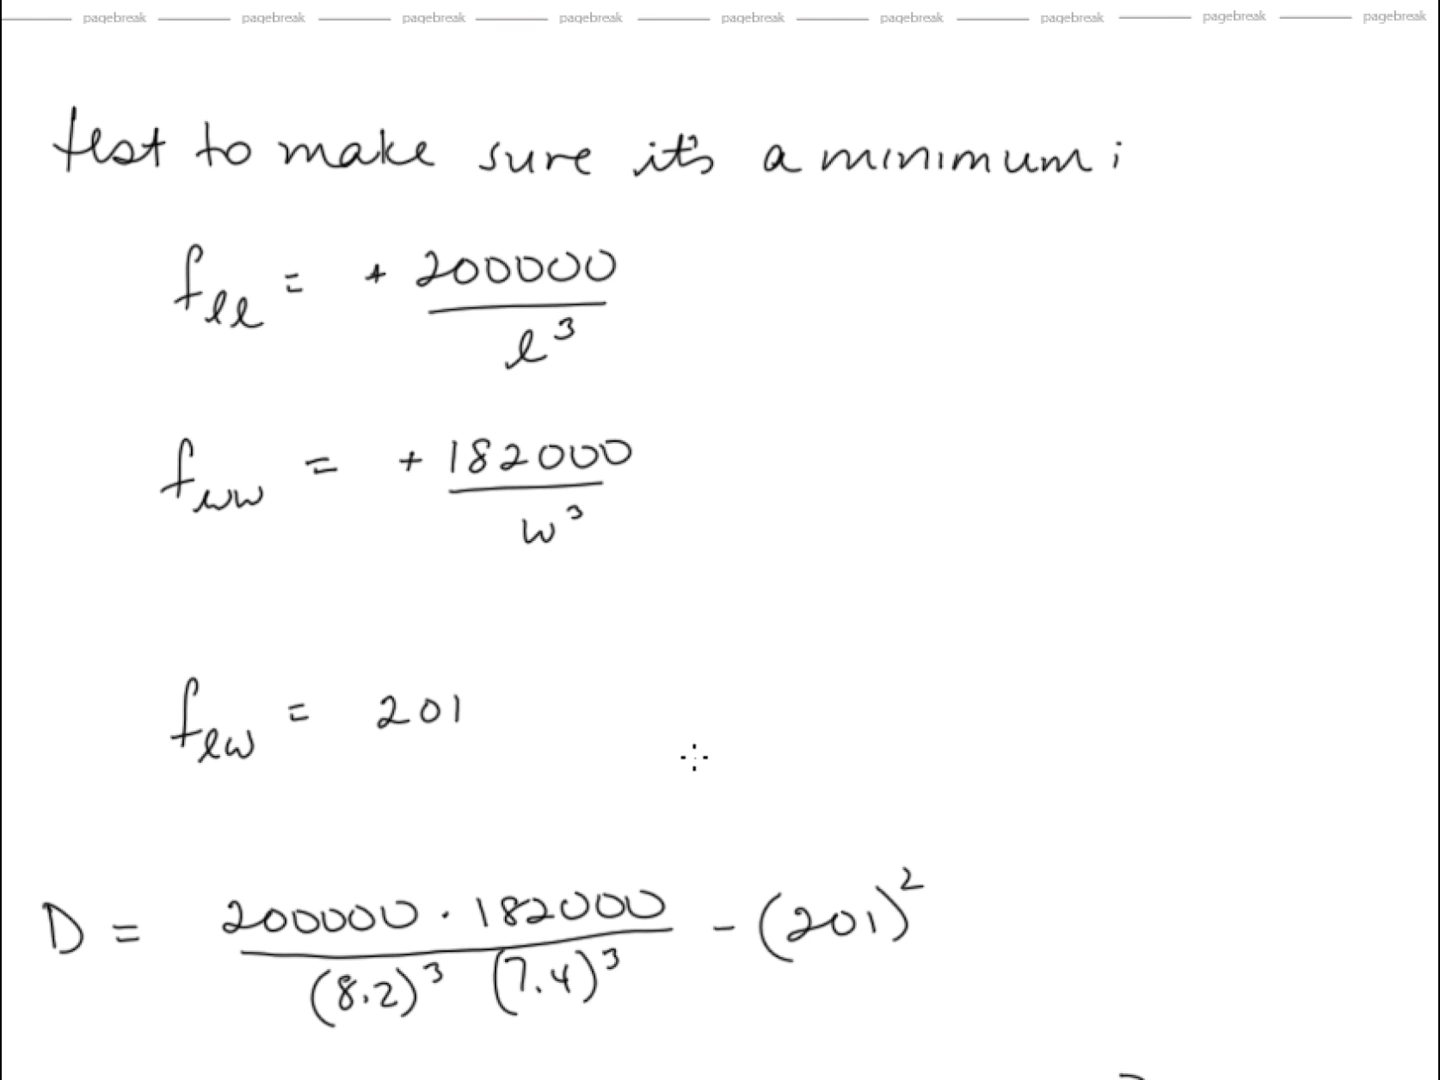 pagebreak pagebreak pagebreak pagebreak pagebreak pagebreak pagebreak pagebreak pagebreak
test to make sure it's a minimum:
f_ll = + 200000 / l^3
f_ww = + 182000 / w^3
f_lw = 201
D = 200000 · 182000 / (8.2)^3 (7.4)^3 - (201)^2